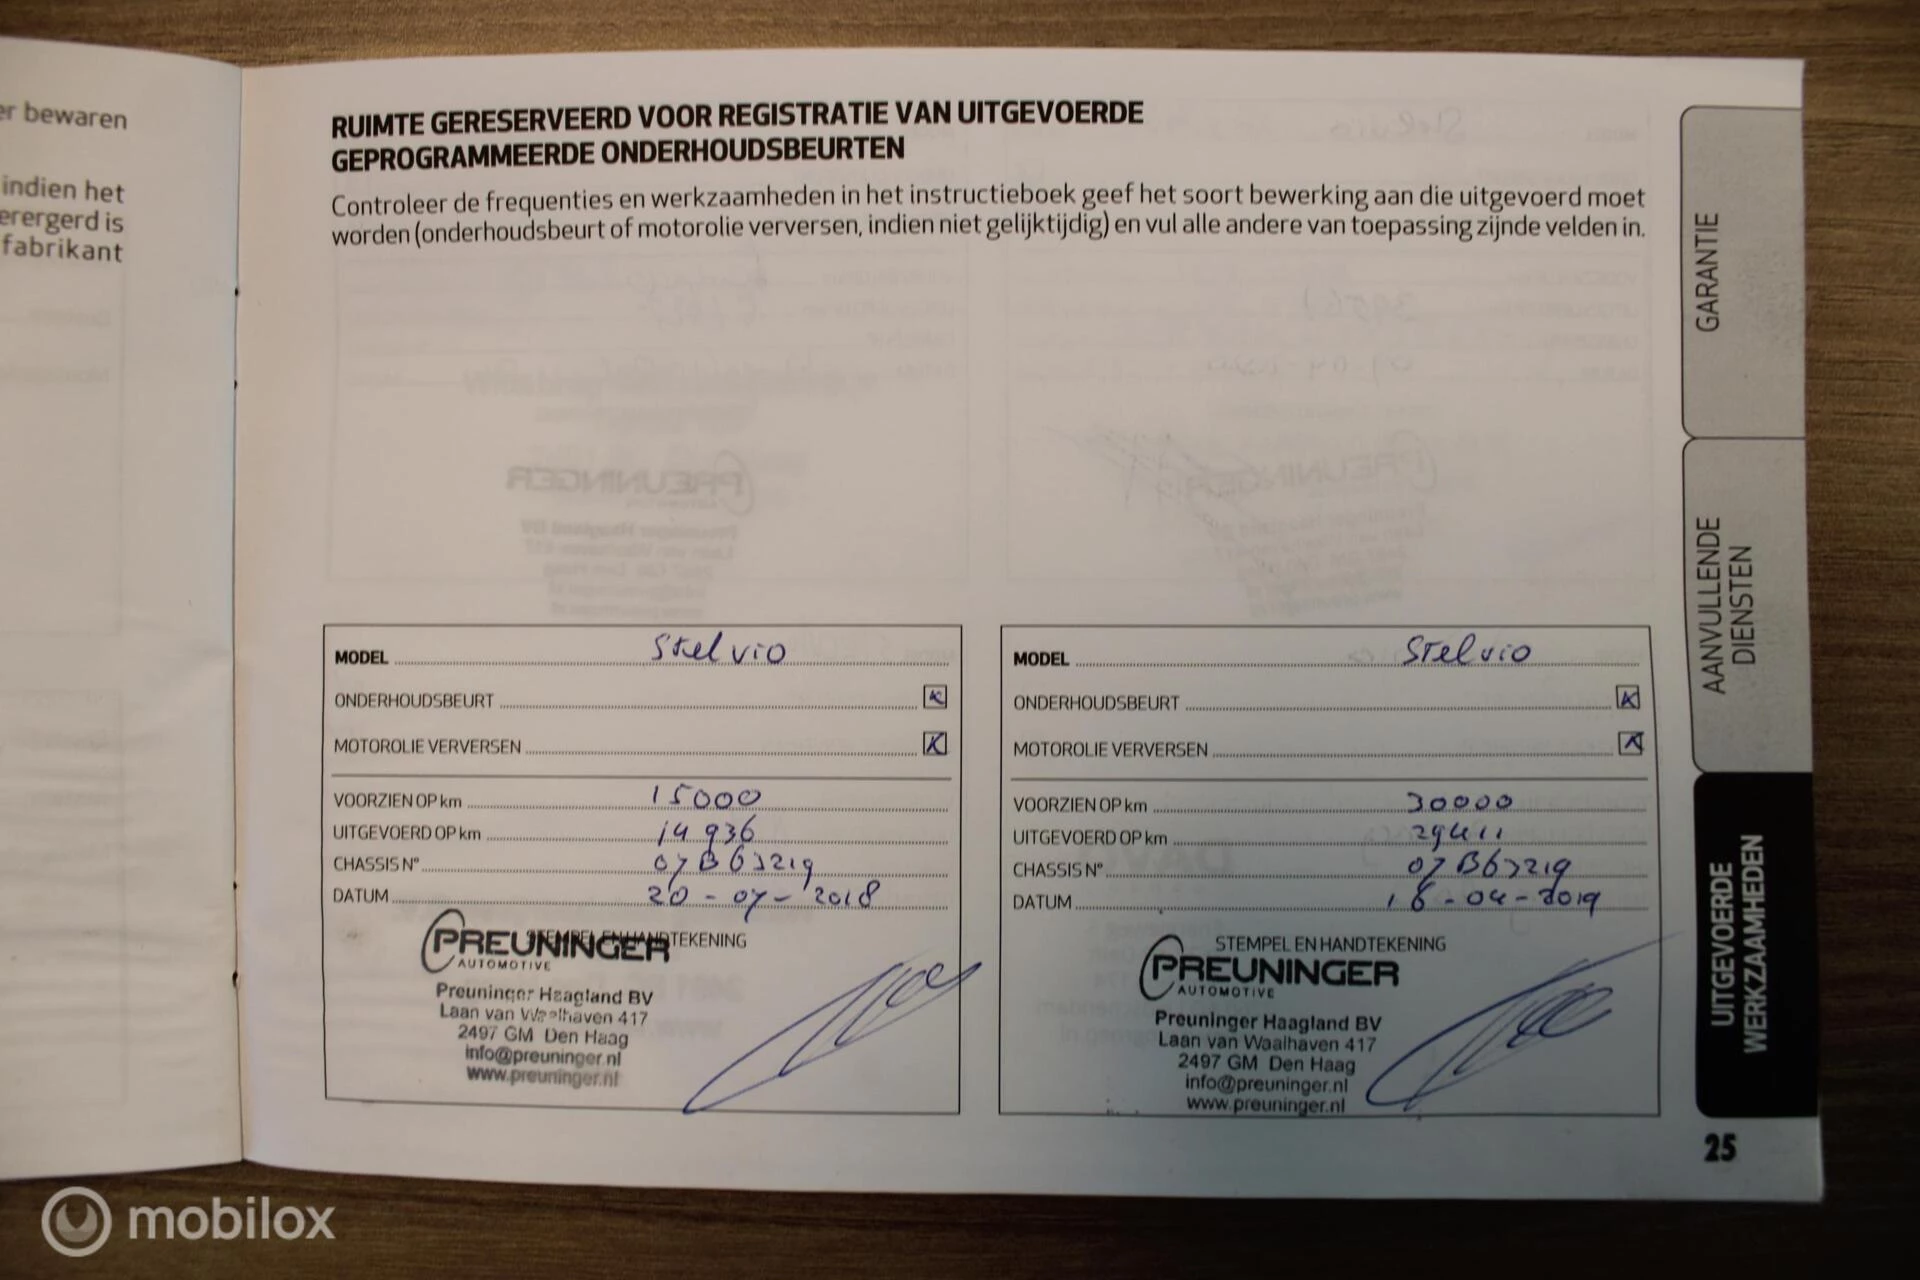 er bewaren
indien het
erergerd is
fabrikant
RUIMTE GERESERVEERD VOOR REGISTRATIE VAN UITGEVOERDE
GEPROGRAMMEERDE ONDERHOUDSBEURTEN
Controleer de frequenties en werkzaamheden in het instructieboek geef het soort bewerking aan die uitgevoerd moet
worden (onderhoudsbeurt of motorolie verversen, indien niet gelijktijdig) en vul alle andere van toepassing zijnde velden in.
MODEL Stelvio
ONDERHOUDSBEURT
MOTOROLIE VERVERSEN
VOORZIEN OP km 15000
UITGEVOERD OP km 14936
CHASSIS N° 07B63219
DATUM 20-07-2018
STEMPEL EN HANDTEKENING
PREUNINGER
AUTOMOTIVE
Preuninger Haagland BV
Laan van Waalhaven 417
2497 GM Den Haag
info@preuninger.nl
www.preuninger.nl
MODEL Stelvio
ONDERHOUDSBEURT
MOTOROLIE VERVERSEN
VOORZIEN OP km 30000
UITGEVOERD OP km 29411
CHASSIS N° 07B63219
DATUM 16-04-2019
STEMPEL EN HANDTEKENING
PREUNINGER
AUTOMOTIVE
Preuninger Haagland BV
Laan van Waalhaven 417
2497 GM Den Haag
info@preuninger.nl
www.preuninger.nl
GARANTIE
AANVULLENDE
DIENSTEN
UITGEVOERDE
WERKZAAMHEDEN
25
mobilox